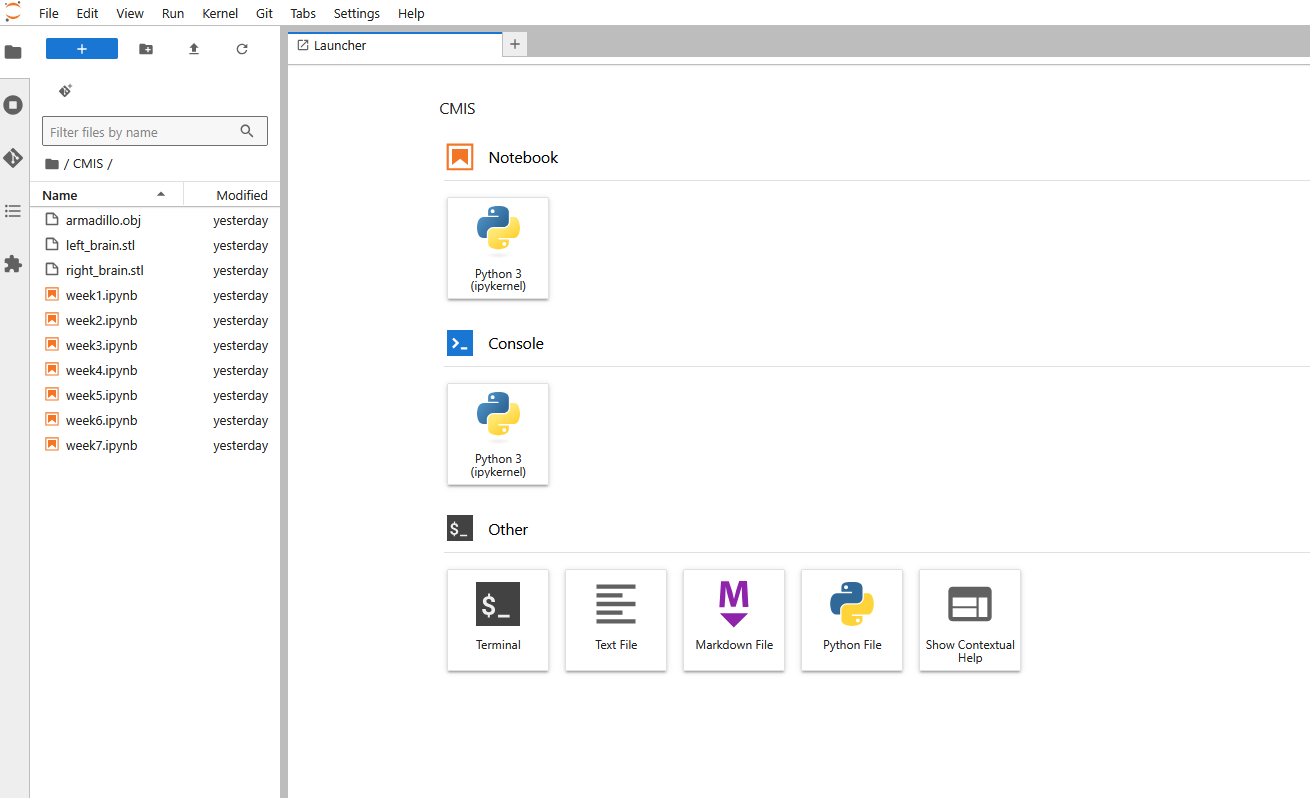 File Edit View Run Kernel Git Tabs Settings Help
Launcher
Filter files by name
/ CMIS /
Name Modified
armadillo.obj yesterday
left_brain.stl yesterday
right_brain.stl yesterday
week1.ipynb yesterday
week2.ipynb yesterday
week3.ipynb yesterday
week4.ipynb yesterday
week5.ipynb yesterday
week6.ipynb yesterday
week7.ipynb yesterday
CMIS
Notebook
Python 3
(ipykernel)
Console
Python 3
(ipykernel)
$_ Other
$_
Terminal
Text File
M
Markdown File
Python File
Show Contextual
Help